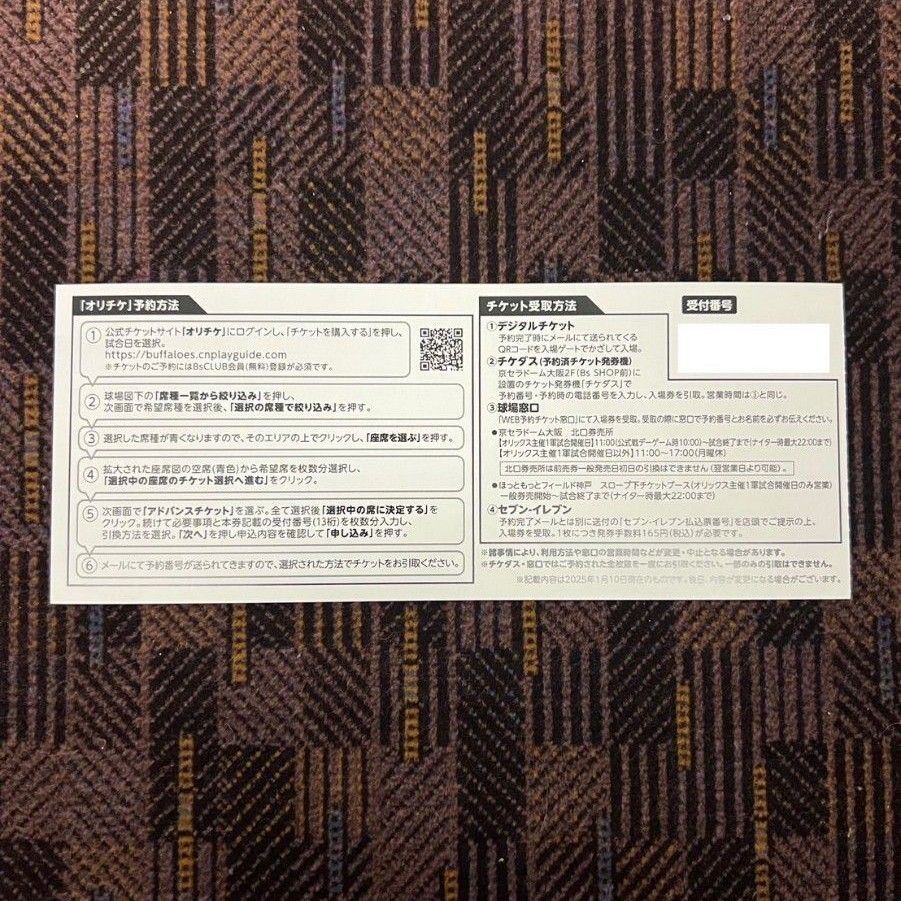 「オリチケ」予約方法
① 公式チケットサイト「オリチケ」にログインし、「チケットを購入する」を押し、
試合日を選択。
https://buffaloes.cnplayguide.com
※チケットのご予約にはBsCLUB会員(無料)登録が必須です。
② 球場図下の「席種一覧から絞り込み」を押し、
次画面で希望席種を選択後、「選択の席種で絞り込み」を押す。
③ 選択した席種が青くなりますので、そのエリアの上でクリックし、「座席を選ぶ」を押す。
④ 拡大された座席図の空席(青色)から希望席を枚数分選択し、
「選択中の座席のチケット選択へ進む」をクリック。
⑤ 次画面で「アドバンスチケット」を選ぶ。全て選択後「選択中の席に決定する」を
クリック。続けて必要事項と本券記載の受付番号(13桁)を枚数分入力し、
引換方法を選択。「次へ」を押し申込内容を確認して「申し込み」を押す。
⑥ メールにて予約番号が送られてきますので、選択された方法でチケットをお引取ください。
チケット受取方法
①デジタルチケット
予約完了時にメールにて送られてくる
QRコードを入場ゲートでかざして入場。
②チケダス(予約済チケット発券機)
京セラドーム大阪2F(Bs SHOP前)に
設置のチケット発券機「チケダス」で
予約番号・予約時の電話番号を入力し、入場券を引取。営業時間は③と同じ。
③球場窓口
「WEB予約チケット窓口」にて入場券を受取。受取の際に窓口で予約番号とお名前を必ずお伝えください。
●京セラドーム大阪 北口券売所
【オリックス主催1軍試合開催日】11:00(公式戦デーゲーム時10:00)~試合終了まで(ナイター時最大22:00まで)
【オリックス主催1軍試合開催日以外】11:00~17:00(月曜休)
北口券売所は前売券一般発売日初日の引換はできません(翌営業日より可能)。
●ほっともっとフィールド神戸 スロープ下チケットブース(オリックス主催1軍試合開催日のみ営業)
一般券売開始~試合終了まで(ナイター時最大22:00まで)
④セブン-イレブン
予約完了メールとは別に送付の「セブン-イレブン払込票番号」を店頭でご提示の上、
入場券を受取。1枚につき発券手数料165円(税込)が必要です。
※諸事情により、利用方法や窓口の営業時間などが変更・中止となる場合があります。
※チケダス・窓口ではご予約された全枚数を一度にお引取ください。一部のみの引取はできません。
※記載内容は2025年1月10日現在のものです。後日、内容が変更になる場合がございます。
受付番号